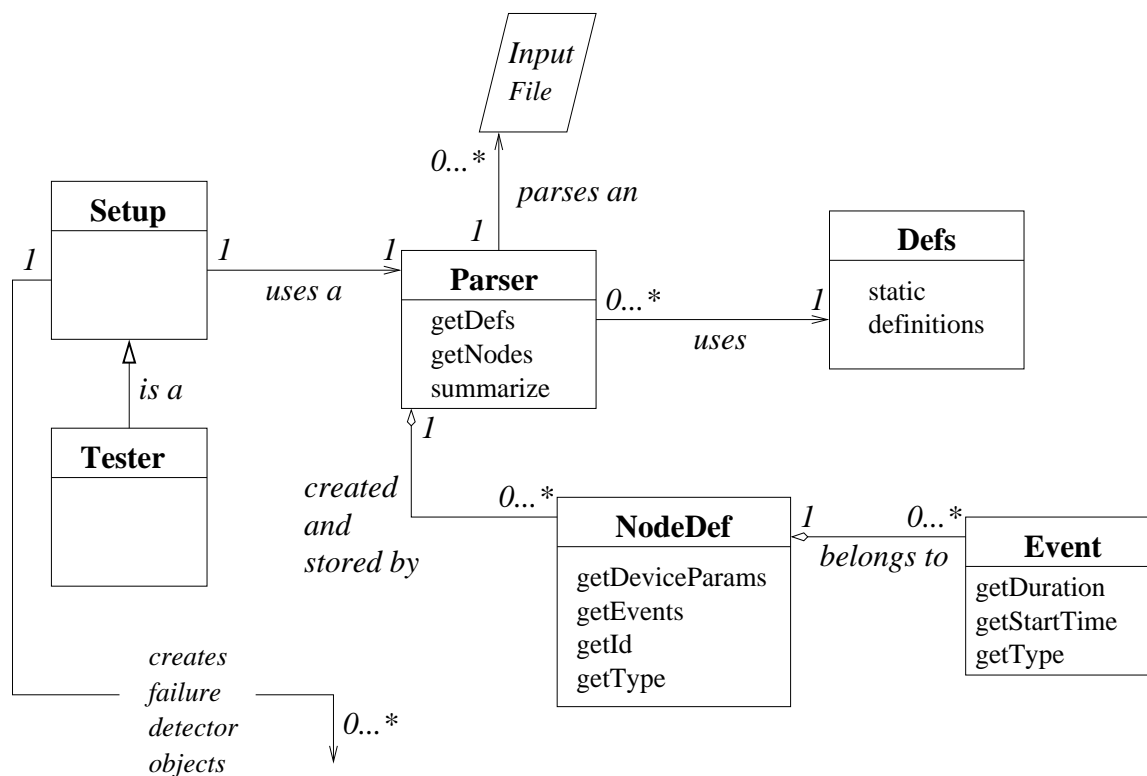 Input
File
0...*
parses an
1
Setup
1
1
uses a
1
Parser
getDefs
getNodes
summarize
0...*
uses
1
Defs
static
definitions
is a
Tester
1
created
and
stored by
0...*
NodeDef
getDeviceParams
getEvents
getId
getType
1
belongs to
0...*
Event
getDuration
getStartTime
getType
creates
failure
detector
objects
0...*